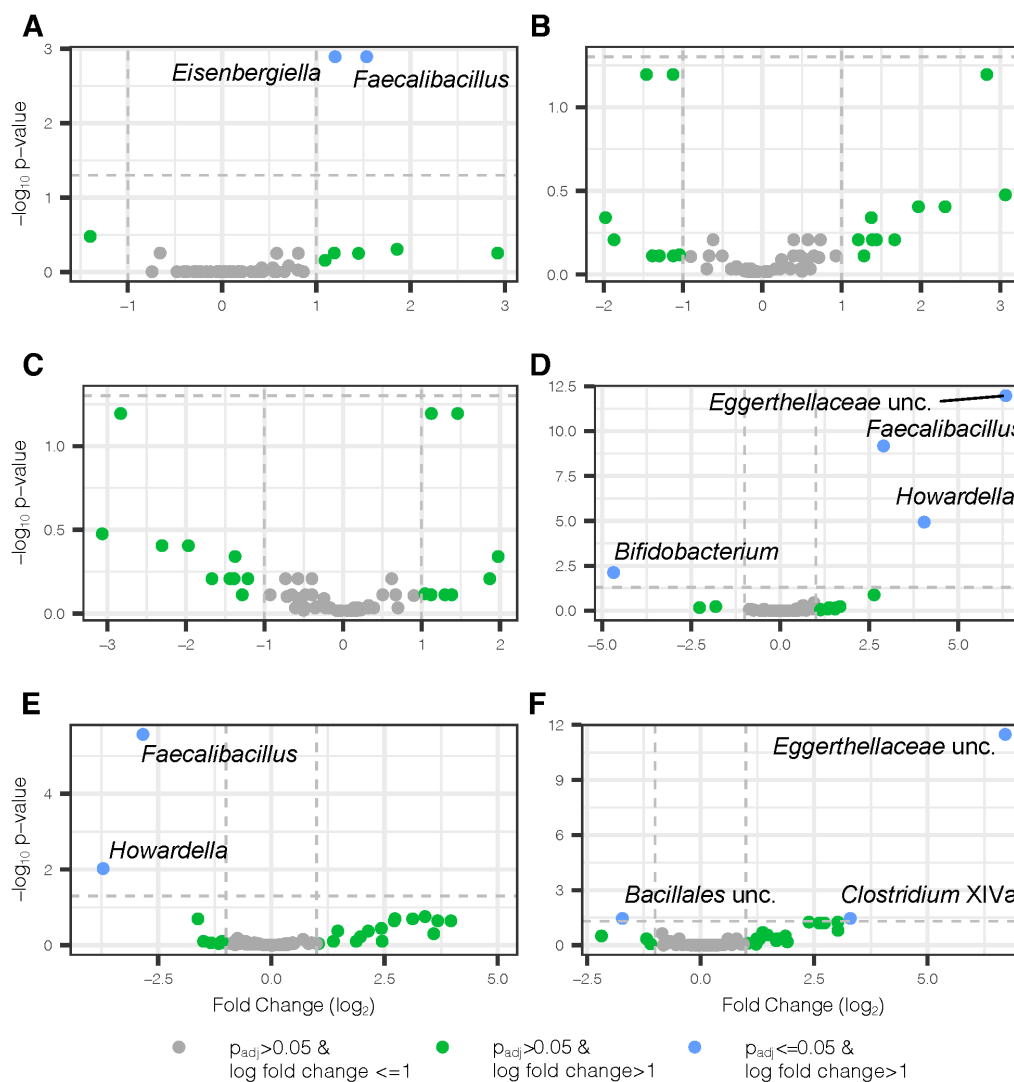 A
B
3
2
1
0
−1
0
1
2
3
Eisenbergiella
Faecalibacillus
−log10 p−value
1.0
0.5
0.0
−2
−1
0
1
2
3
C
D
1.0
0.5
0.0
−3
−2
−1
0
1
2
−log10 p−value
12.5
10.0
7.5
5.0
2.5
0.0
−5.0
−2.5
0.0
2.5
5.0
Eggerthellaceae unc.
Faecalibacillus
Howardella
Bifidobacterium
E
F
4
2
0
−2.5
0.0
2.5
5.0
Faecalibacillus
Howardella
−log10 p−value
Fold Change (log2)
12
9
6
3
0
−2.5
0.0
2.5
5.0
Eggerthellaceae unc.
Bacillales unc.
Clostridium XIVa
Fold Change (log2)
padj>0.05 &
log fold change <=1
padj>0.05 &
log fold change>1
padj<=0.05 &
log fold change>1